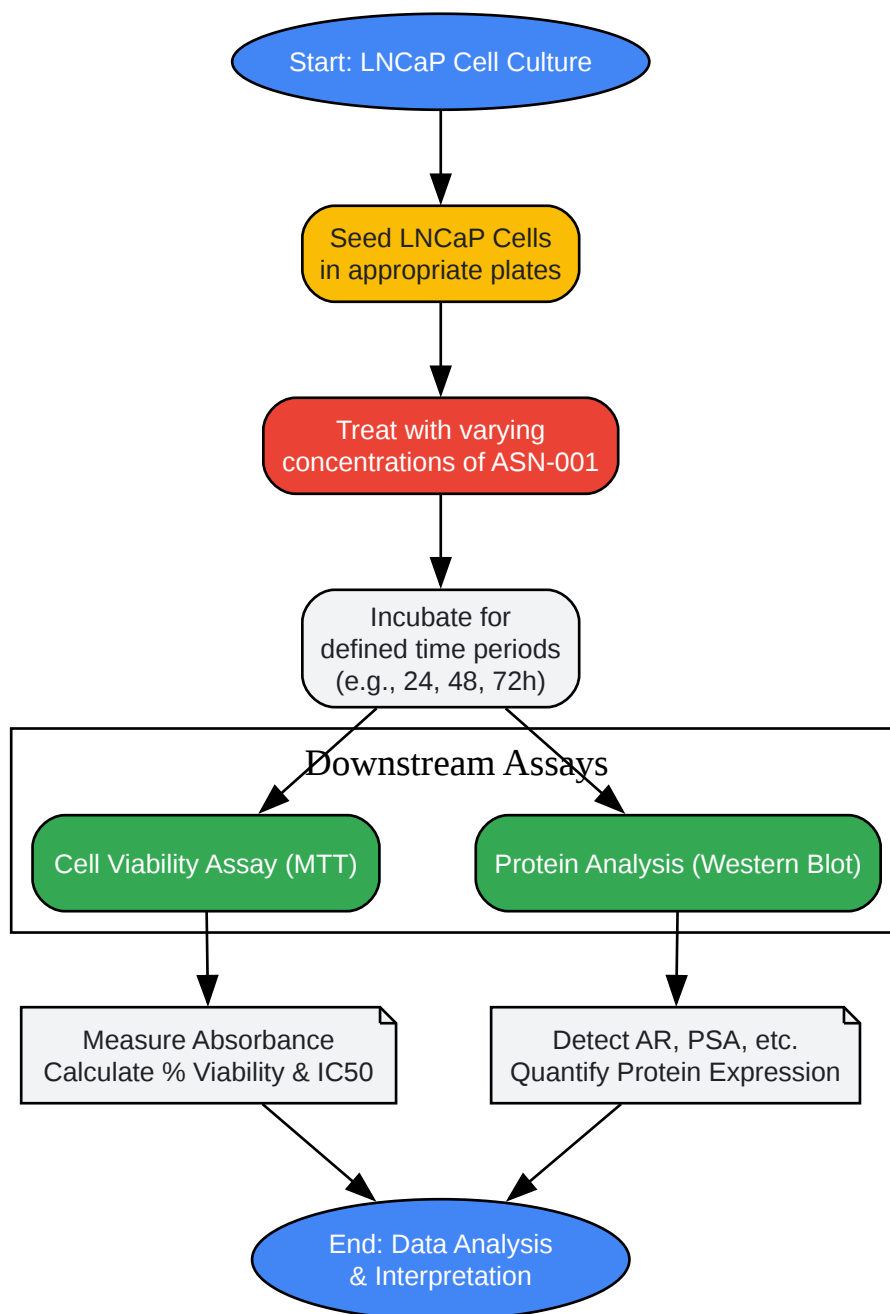 Start: LNCaP Cell Culture
Seed LNCaP Cells
in appropriate plates
Treat with varying
concentrations of ASN-001
Incubate for
defined time periods
(e.g., 24, 48, 72h)
Downstream Assays
Cell Viability Assay (MTT)
Protein Analysis (Western Blot)
Measure Absorbance
Calculate % Viability & IC50
Detect AR, PSA, etc.
Quantify Protein Expression
End: Data Analysis
& Interpretation